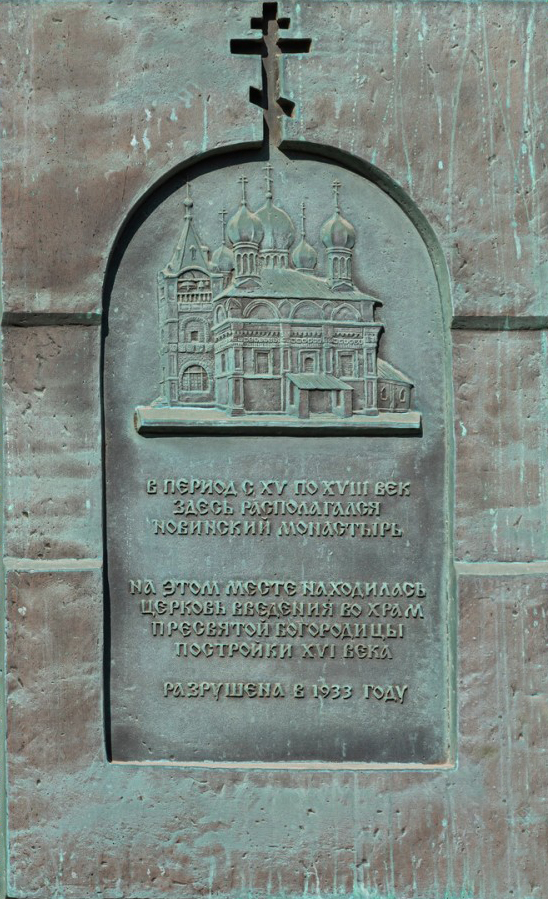 В ПЕРИОД С XV ПО XVIII ВЕК
ЗДЕСЬ РАСПОЛАГАЛСЯ
НОВИНСКИЙ МОНАСТЫРЬ
НА ЭТОМ МЕСТЕ НАХОДИЛАСЬ
ЦЕРКОВЬ ВВЕДЕНИЯ ВО ХРАМ
ПРЕСВЯТОЙ БОГОРОДИЦЫ
ПОСТРОЙКИ XVI ВЕКА
РАЗРУШЕНА В 1933 ГОДУ